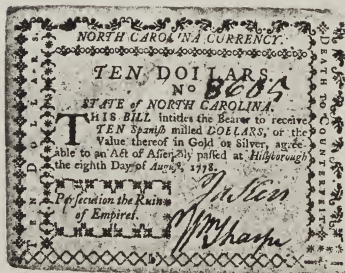 NORTH CAROLINA CURRENCY.
TEN DOLLARS.
No 8605
STATE of NORTH CAROLINA.
THIS BILL intitles the Bearer to receive
TEN Spanish milled DOLLARS, or the
Value thereof in Gold or Silver, agree-
able to an Act of Assembly passed at Hillsborough
the eighth Day of August, 1778.
Persecution the Ruin
of Empires.
Wm Sharpe
TEN DOLLARS.
DEATH TO COUNTERFEIT